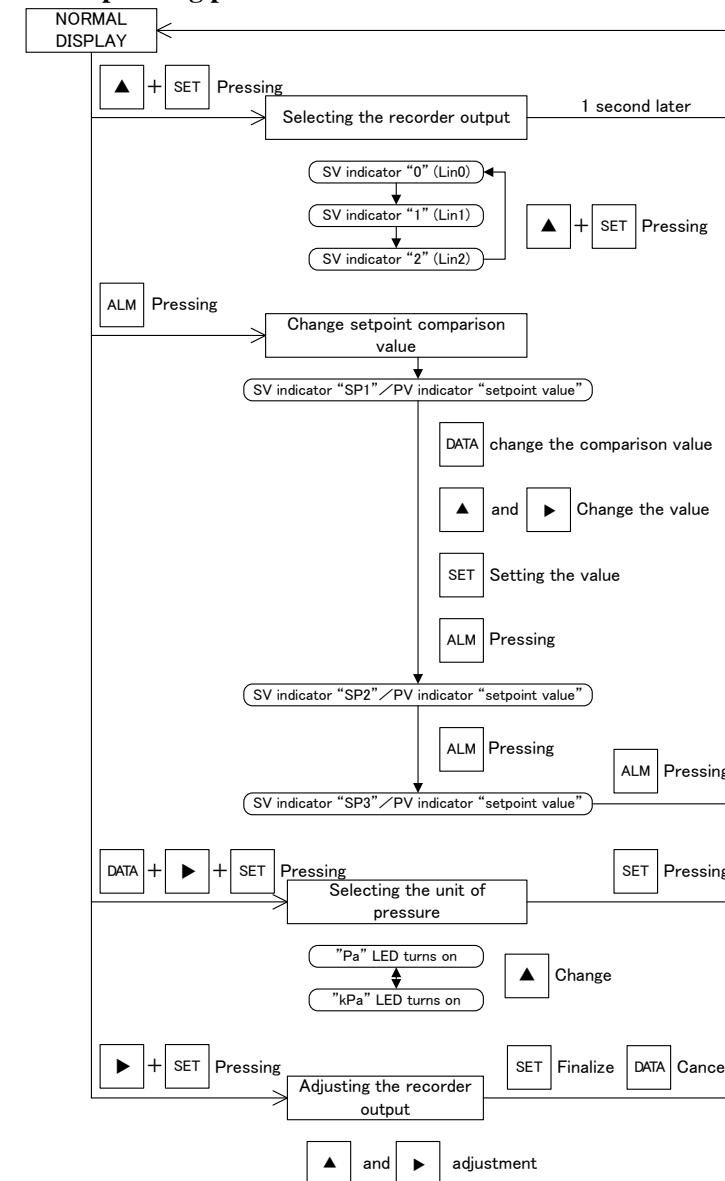 NORMAL
DISPLAY
▲ + SET Pressing
Selecting the recorder output
1 second later
SV indicator “0” (Lin0)
SV indicator “1” (Lin1)
SV indicator “2” (Lin2)
▲ + SET Pressing
ALM Pressing
Change setpoint comparison
value
SV indicator “SP1”／PV indicator “setpoint value”
DATA change the comparison value
▲ and ▶ Change the value
SET Setting the value
ALM Pressing
SV indicator “SP2”／PV indicator “setpoint value”
ALM Pressing
ALM Pressing
SV indicator “SP3”／PV indicator “setpoint value”
DATA + ▶ + SET Pressing
Selecting the unit of
pressure
SET Pressing
”Pa” LED turns on
”kPa” LED turns on
▲ Change
▶ + SET Pressing
Adjusting the recorder
output
SET Finalize DATA Cance
▲ and ▶ adjustment